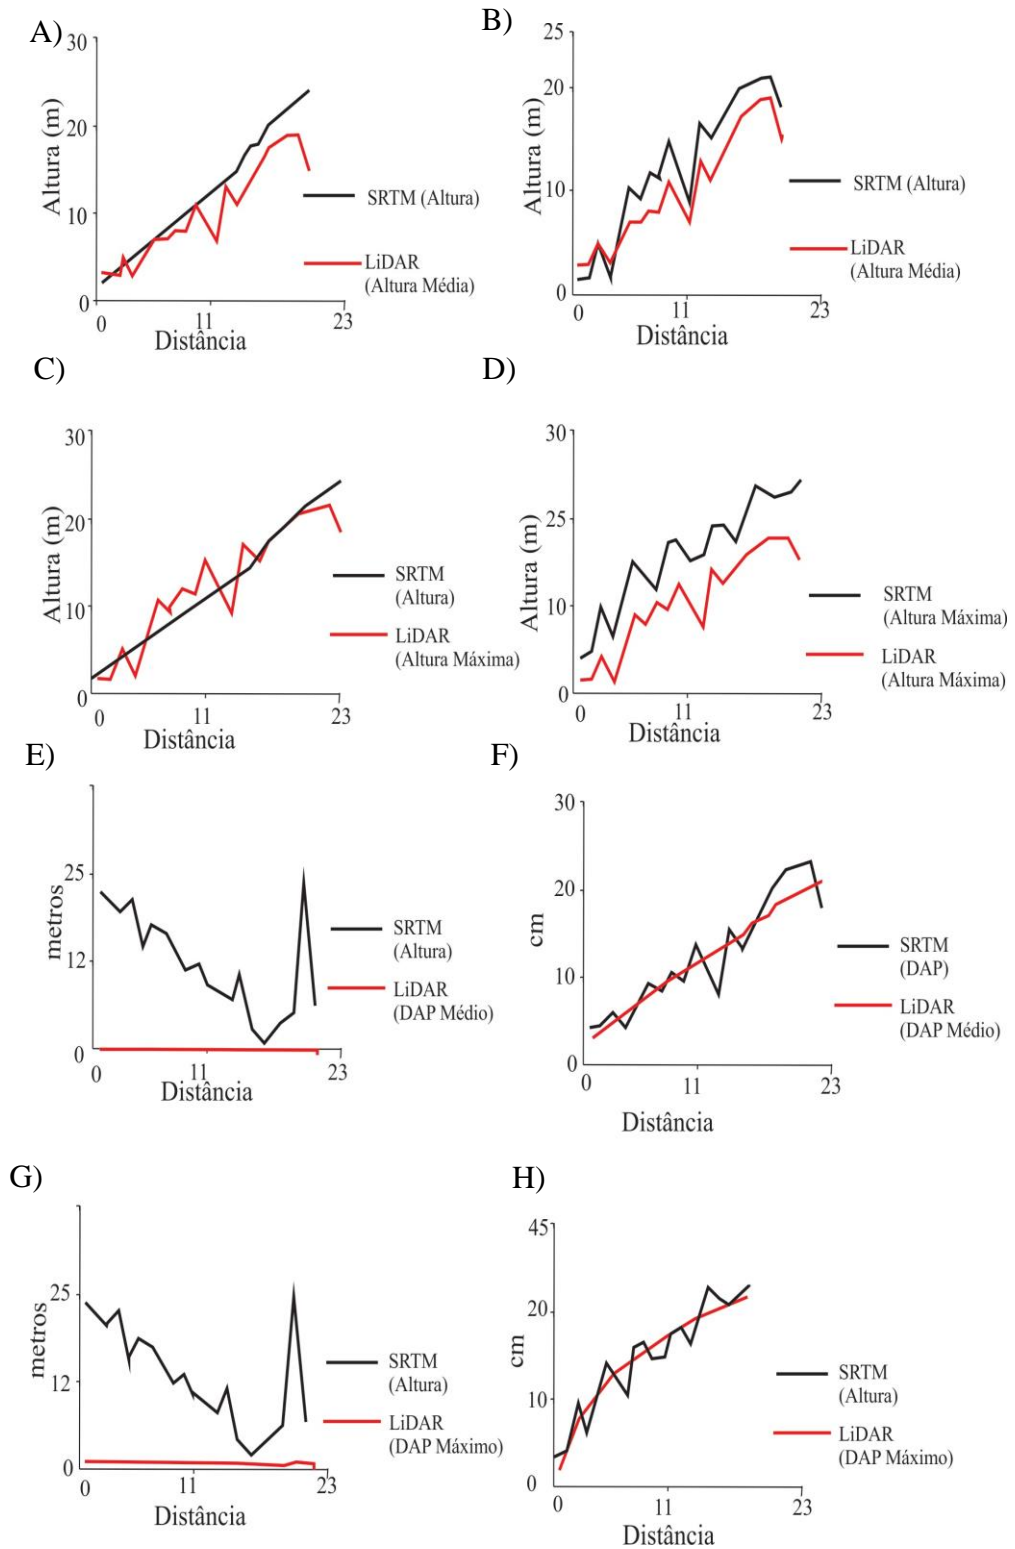 A)
30
20
10
0
Altura (m)
0
11
23
Distância
SRTM (Altura)
LiDAR
(Altura Média)
B)
25
20
10
0
Altura (m)
0
11
23
Distância
SRTM (Altura)
LiDAR
(Altura Média)
C)
30
20
10
0
Altura (m)
0
11
23
Distância
SRTM
(Altura)
LiDAR
(Altura Máxima)
D)
30
25
10
0
Altura (m)
0
11
23
Distância
SRTM
(Altura Máxima)
LiDAR
(Altura Máxima)
E)
25
12
0
metros
0
11
23
Distância
SRTM
(Altura)
LiDAR
(DAP Médio)
F)
30
20
10
0
cm
0
11
23
Distância
SRTM
(DAP)
LiDAR
(DAP Médio)
G)
25
12
0
metros
0
11
23
Distância
SRTM
(Altura)
LiDAR
(DAP Máximo)
H)
45
20
10
0
cm
0
11
23
Distância
SRTM
(Altura)
LiDAR
(DAP Máximo)